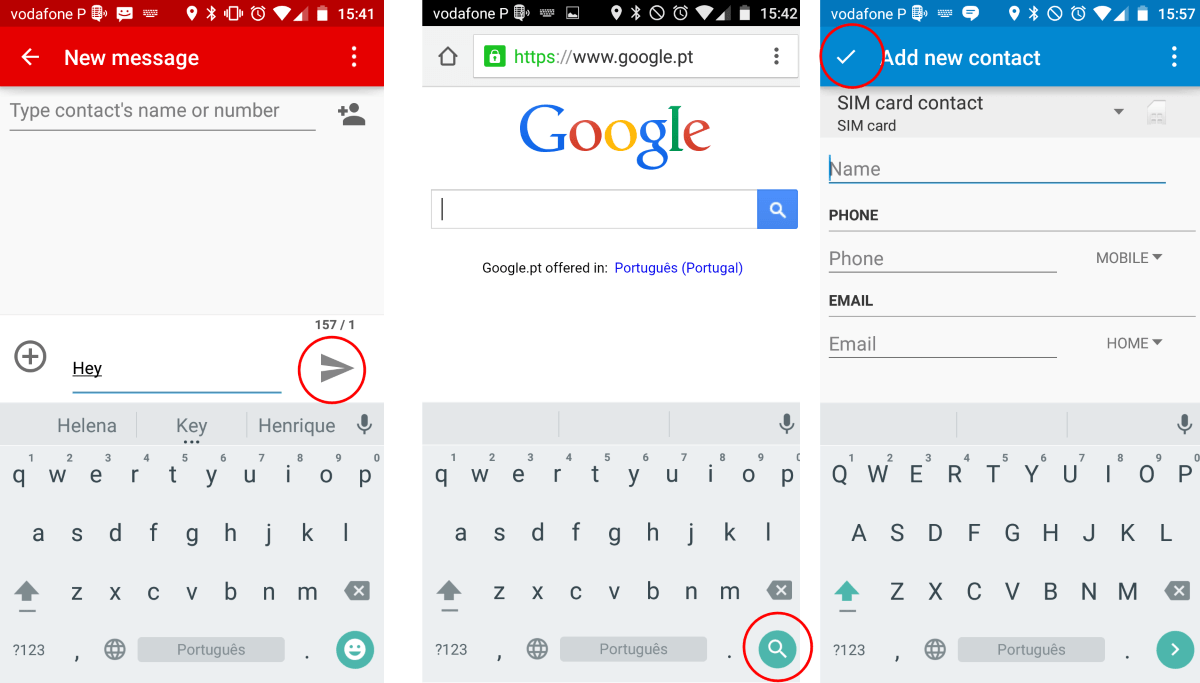 vodafone P 15:41
New message
Type contact's name or number
157 / 1
Hey
Helena Key Henrique
1 2 3 4 5 6 7 8 9 0
q w e r t y u i o p
a s d f g h j k l
z x c v b n m
?123 , Português .
vodafone P 15:42
https://www.google.pt
Google
Google.pt offered in: Português (Portugal)
1 2 3 4 5 6 7 8 9 0
q w e r t y u i o p
a s d f g h j k l
z x c v b n m
?123 , Português .
vodafone P 15:57
Add new contact
SIM card contact
SIM card
Name
PHONE
Phone MOBILE
EMAIL
Email HOME
1 2 3 4 5 6 7 8 9 0
Q W E R T Y U I O P
A S D F G H J K L
Z X C V B N M
?123 , Português .